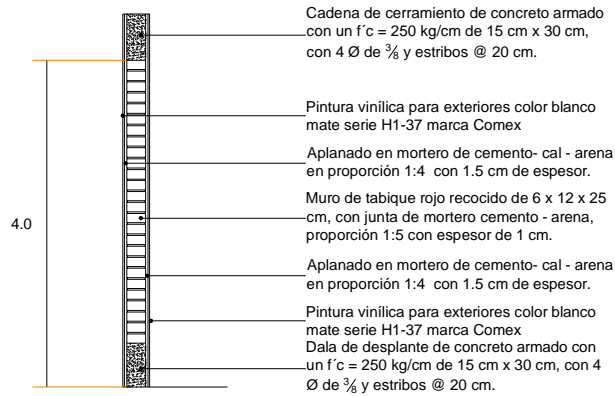 Cadena de cerramiento de concreto armado
con un f´c = 250 kg/cm de 15 cm x 30 cm,
con 4 Ø de ⅜ y estribos @ 20 cm.
Pintura vinílica para exteriores color blanco
mate serie H1-37 marca Comex
Aplanado en mortero de cemento- cal - arena
en proporción 1:4  con 1.5 cm de espesor.
4.0
Muro de tabique rojo recocido de 6 x 12 x 25
cm, con junta de mortero cemento - arena,
proporción 1:5 con espesor de 1 cm.
Aplanado en mortero de cemento- cal - arena
en proporción 1:4  con 1.5 cm de espesor.
Pintura vinílica para exteriores color blanco
mate serie H1-37 marca Comex
Dala de desplante de concreto armado con
un f´c = 250 kg/cm de 15 cm x 30 cm, con 4
Ø de ⅜ y estribos @ 20 cm.